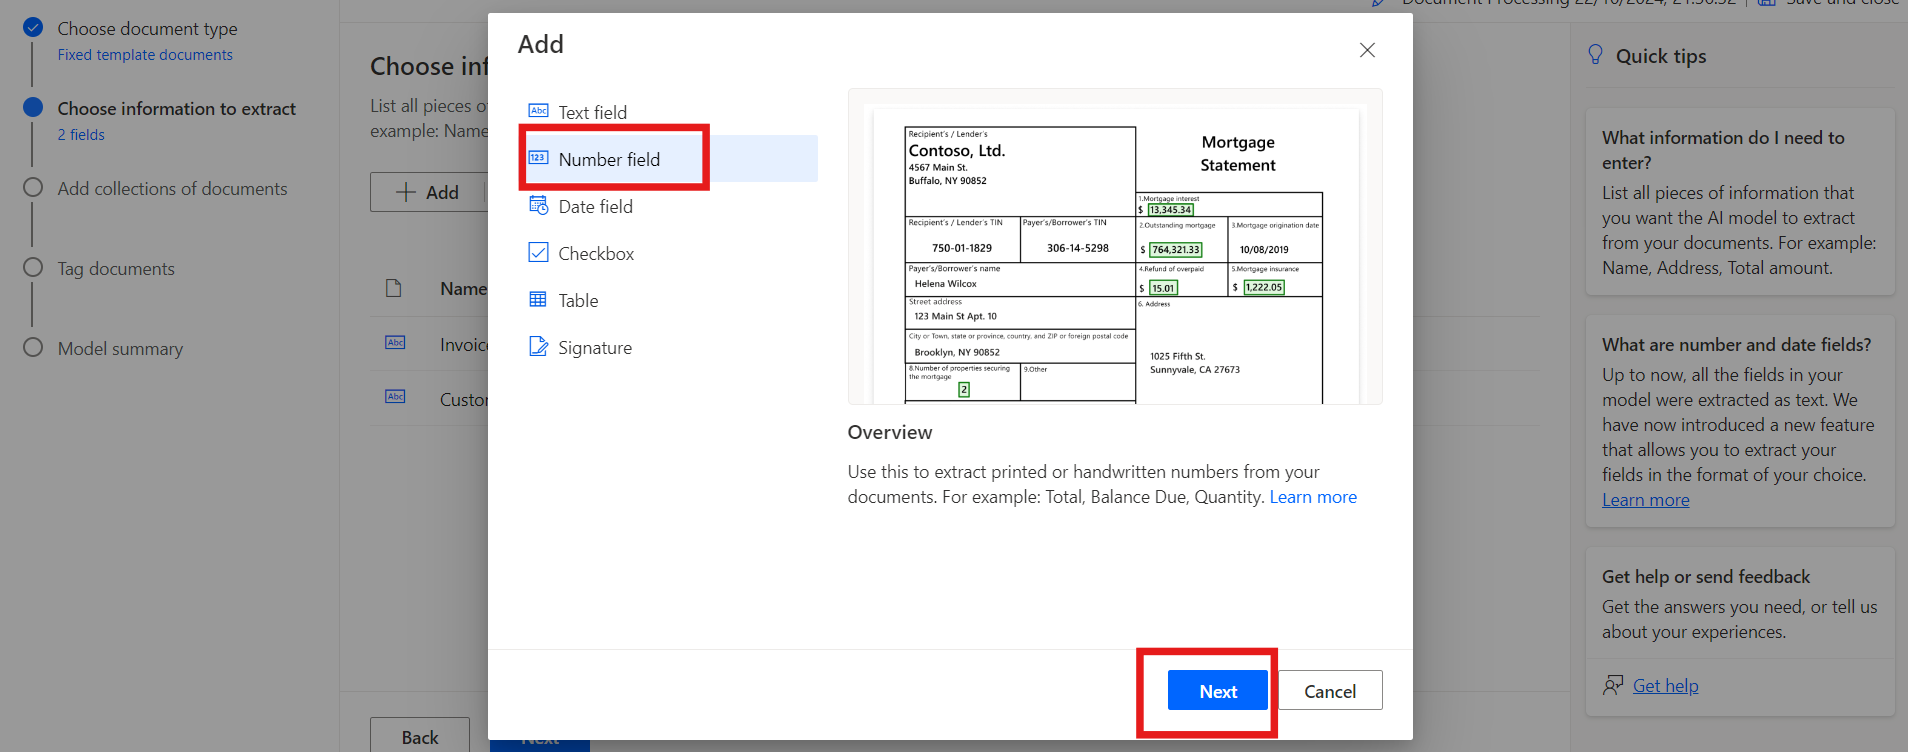 Choose document type
Fixed template documents
Choose information to extract
2 fields
Add collections of documents
Tag documents
Model summary
Choose inf
List all pieces o
example: Name
Add
Name
Abc Invoic
Abc Custo
Back
Next
Document Processing 22/10/2024, 21:36:32
Save and close
Add
Abc Text field
123 Number field
Date field
Checkbox
Table
Signature
Recipient's / Lender's
Contoso, Ltd.
4567 Main St.
Buffalo, NY 90852
Mortgage
Statement
1.Mortgage interest
$ 13,345.34
Recipient's / Lender's TIN
750-01-1829
Payer's/Borrower's TIN
306-14-5298
2.Outstanding mortgage
$ 764,321.33
3.Mortgage origination date
10/08/2019
Payer's/Borrower's name
Helena Wilcox
4.Refund of overpaid
$ 15.01
5.Mortgage insurance
$ 1,222.05
Street address
123 Main St Apt. 10
6. Address
City or Town, state or province, country, and ZIP or foreign postal code
Brooklyn, NY 90852
1025 Fifth St.
Sunnyvale, CA 27673
8.Number of properties securing
the mortgage
2
9.Other
Overview
Use this to extract printed or handwritten numbers from your
documents. For example: Total, Balance Due, Quantity. Learn more
Next
Cancel
Quick tips
What information do I need to
enter?
List all pieces of information that
you want the AI model to extract
from your documents. For example:
Name, Address, Total amount.
What are number and date fields?
Up to now, all the fields in your
model were extracted as text. We
have now introduced a new feature
that allows you to extract your
fields in the format of your choice.
Learn more
Get help or send feedback
Get the answers you need, or tell us
about your experiences.
Get help